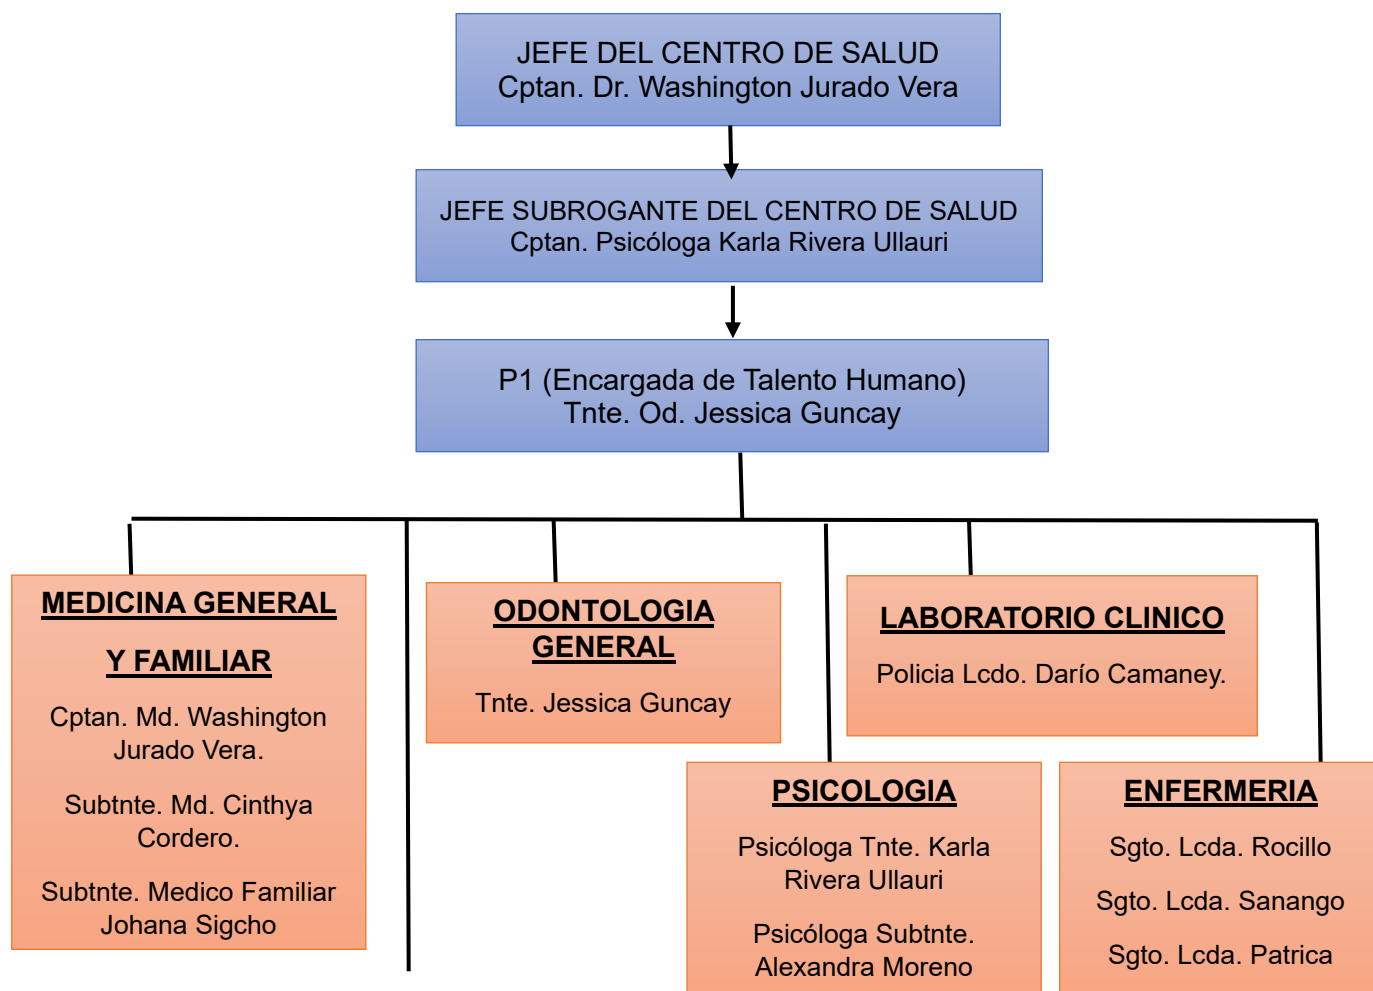 JEFE DEL CENTRO DE SALUD
Cptan. Dr. Washington Jurado Vera
JEFE SUBROGANTE DEL CENTRO DE SALUD
Cptan. Psicóloga Karla Rivera Ullauri
P1 (Encargada de Talento Humano)
Tnte. Od. Jessica Guncay
MEDICINA GENERAL
Y FAMILIAR
Cptan. Md. Washington
Jurado Vera.
Subtnte. Md. Cinthya
Cordero.
Subtnte. Medico Familiar
Johana Sigcho
ODONTOLOGIA
GENERAL
Tnte. Jessica Guncay
LABORATORIO CLINICO
Policia Lcdo. Darío Camaney.
PSICOLOGIA
Psicóloga Tnte. Karla
Rivera Ullauri
Psicóloga Subtnte.
Alexandra Moreno
ENFERMERIA
Sgto. Lcda. Rocillo
Sgto. Lcda. Sanango
Sgto. Lcda. Patrica